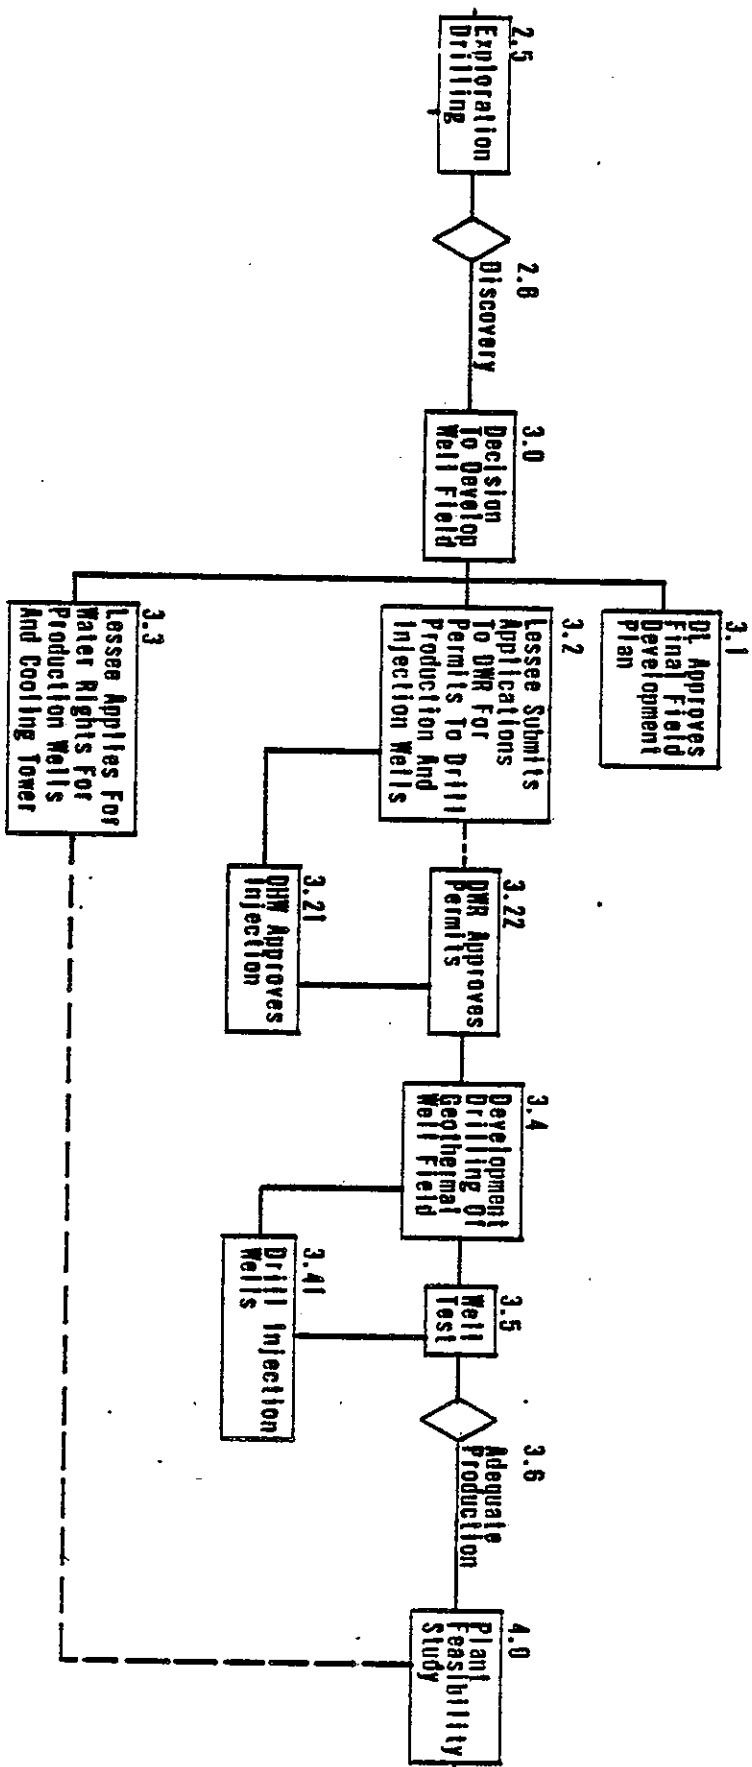 2.5
Exploration
Drilling
2.8
Discovery
3.0
Decision
To Develop
Well Field
3.1
DL Approves
Final Field
Development
Plan
3.2
Lessee Submits
Applications
To DWR For
Permits To Drill
Production And
Injection Wells
3.3
Lessee Applies For
Water Rights For
Production Wells
And Cooling Tower
3.22
DWR Approves
Permits
3.21
DHW Approves
Injection
3.4
Development
Drilling Of
Geothermal
Well Field
3.41
Drill Injection
Wells
3.5
Well
Test
3.6
Adequate
Production
4.0
Plant
Feasibility
Study